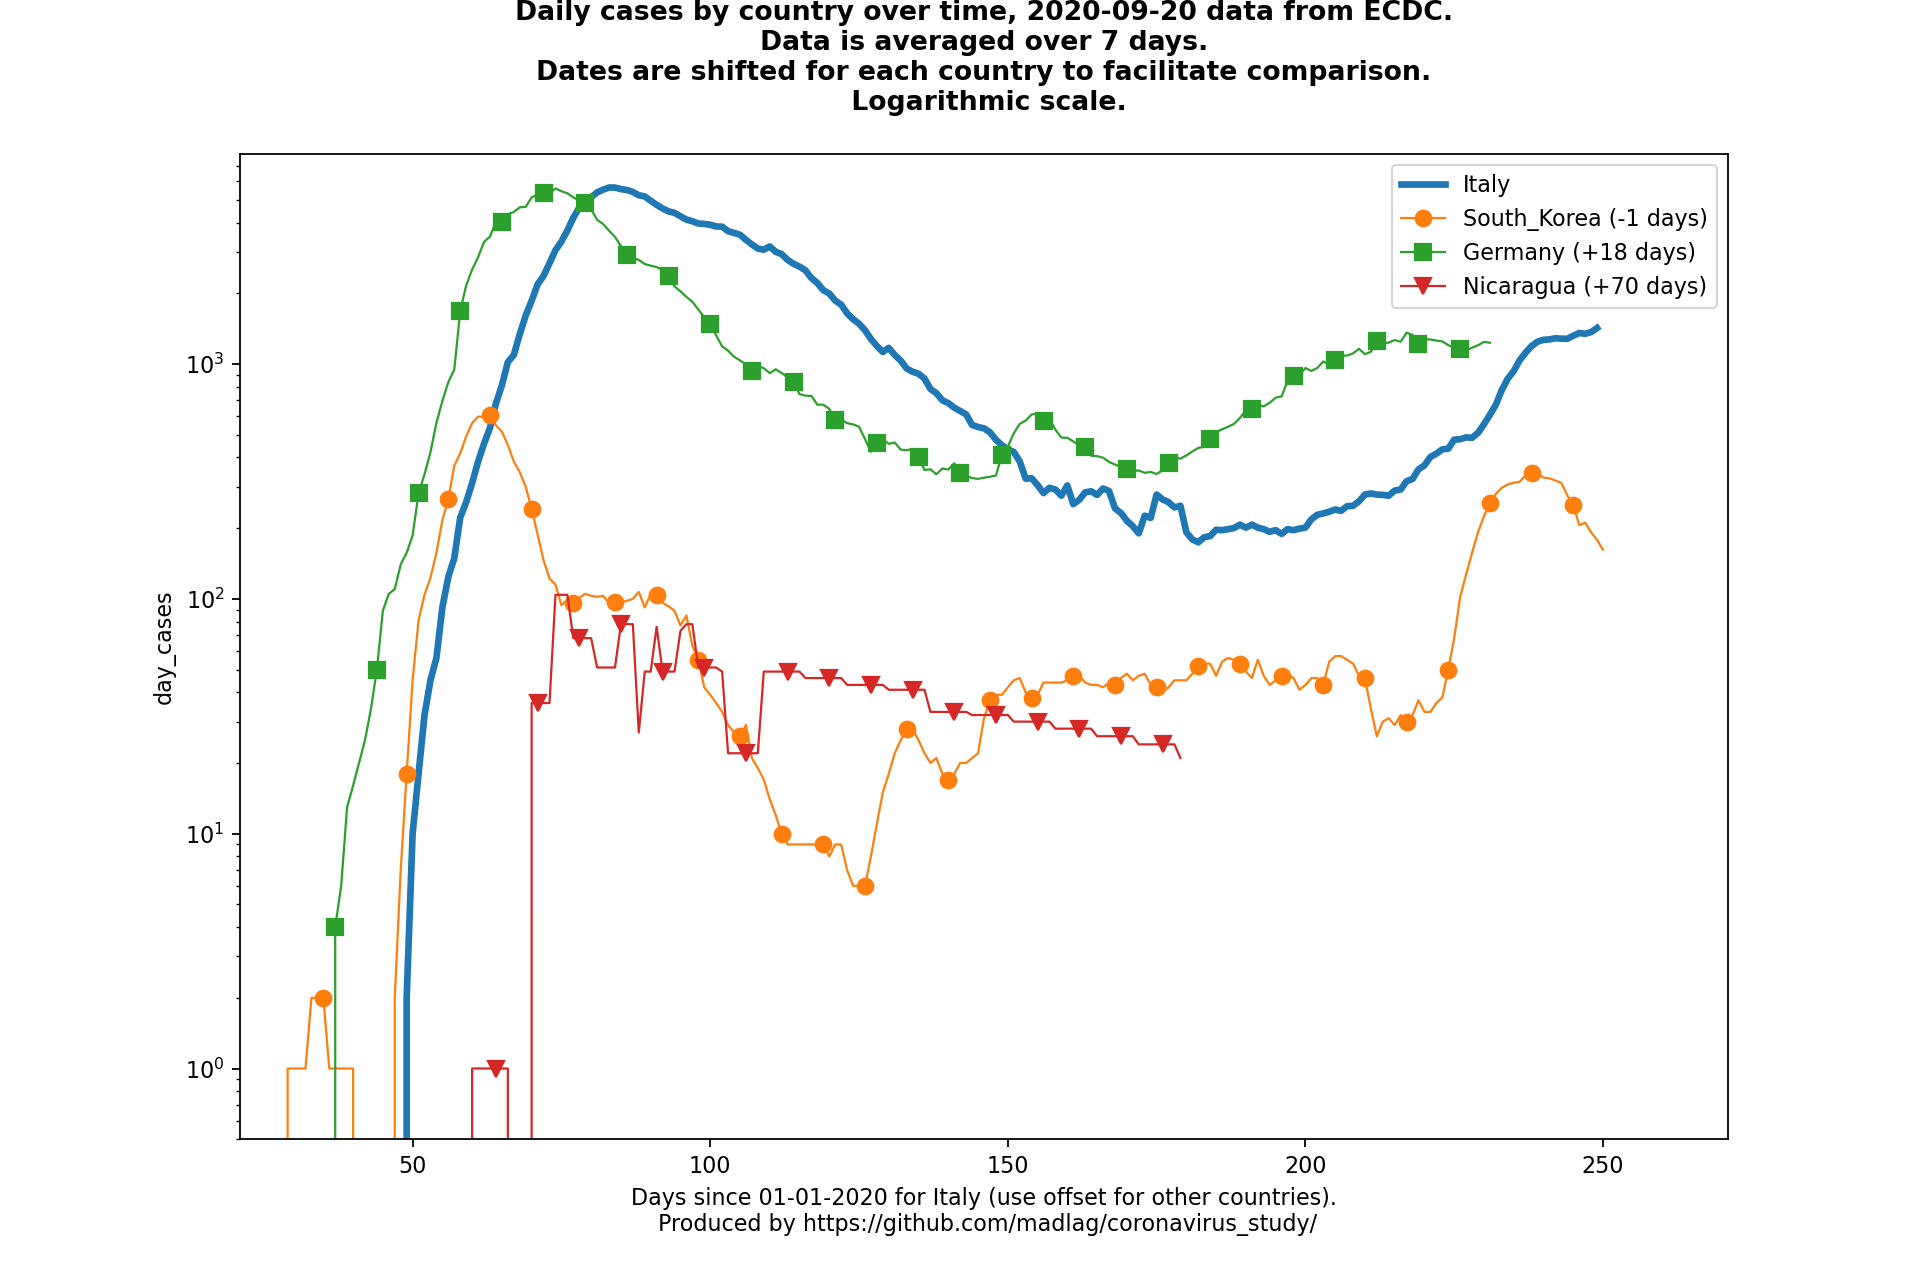 Daily cases by country over time, 2020-09-20 data from ECDC.
Data is averaged over 7 days.
Dates are shifted for each country to facilitate comparison.
Logarithmic scale.
Italy
South_Korea (-1 days)
Germany (+18 days)
Nicaragua (+70 days)
day_cases
10³
10²
10¹
10⁰
50
100
150
200
250
Days since 01-01-2020 for Italy (use offset for other countries).
Produced by https://github.com/madlag/coronavirus_study/